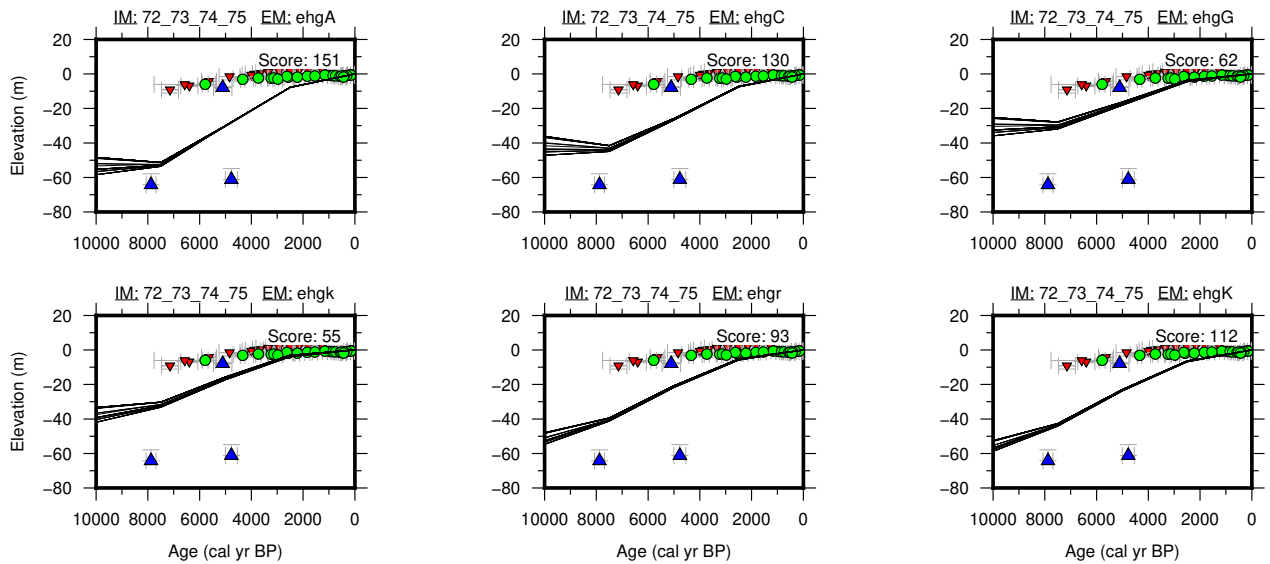 IM: 72_73_74_75 EM: ehgA
IM: 72_73_74_75 EM: ehgC
IM: 72_73_74_75 EM: ehgG
20
0
−20
−40
−60
−80
Elevation (m)
Score: 151
10000 8000 6000 4000 2000 0
20
0
−20
−40
−60
−80
Score: 130
10000 8000 6000 4000 2000 0
20
0
−20
−40
−60
−80
Score: 62
10000 8000 6000 4000 2000 0
IM: 72_73_74_75 EM: ehgk
IM: 72_73_74_75 EM: ehgr
IM: 72_73_74_75 EM: ehgK
20
0
−20
−40
−60
−80
Elevation (m)
Score: 55
10000 8000 6000 4000 2000 0
Age (cal yr BP)
20
0
−20
−40
−60
−80
Score: 93
10000 8000 6000 4000 2000 0
Age (cal yr BP)
20
0
−20
−40
−60
−80
Score: 112
10000 8000 6000 4000 2000 0
Age (cal yr BP)